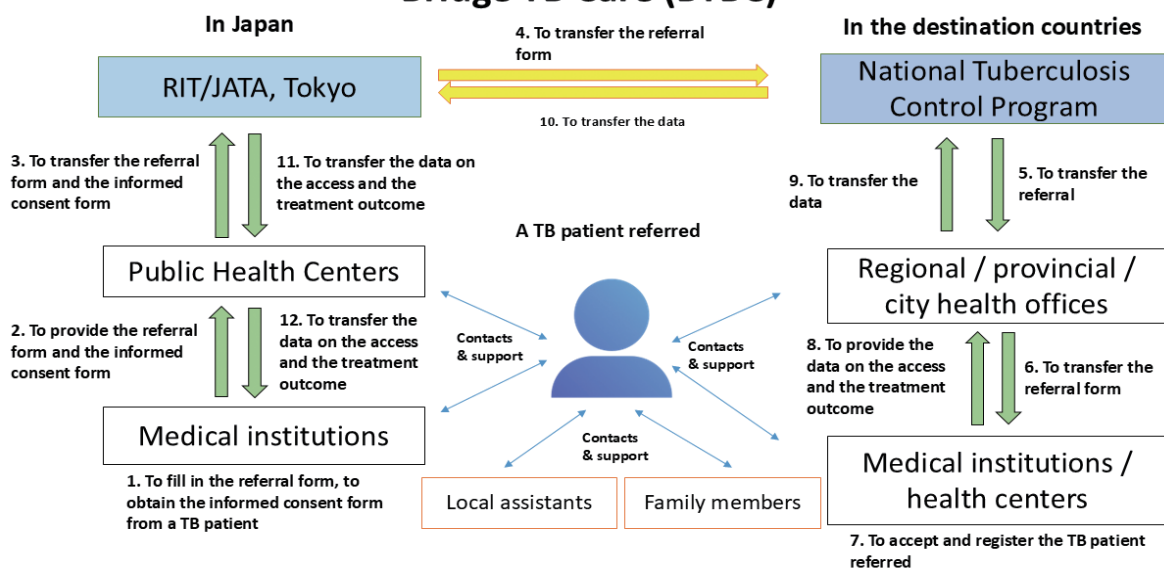 Bridge TB Care (BTBC)
In Japan
4. To transfer the referral
form
In the destination countries
RIT/JATA, Tokyo
National Tuberculosis
Control Program
10. To transfer the data
3. To transfer the referral
form and the informed
consent form
11. To transfer the data on
the access and the
treatment outcome
9. To transfer the
data
5. To transfer the
referral
A TB patient referred
Public Health Centers
Regional / provincial /
city health offices
2. To provide the referral
form and the informed
consent form
12. To transfer the
data on the access
and the treatment
outcome
Contacts
& support
Contacts
& support
8. To provide the
data on the access
and the treatment
outcome
6. To transfer the
referral form
Medical institutions
Contacts
& support
Medical institutions /
health centers
1. To fill in the referral form, to
obtain the informed consent form
from a TB patient
Local assistants
Family members
7. To accept and register the TB patient
referred